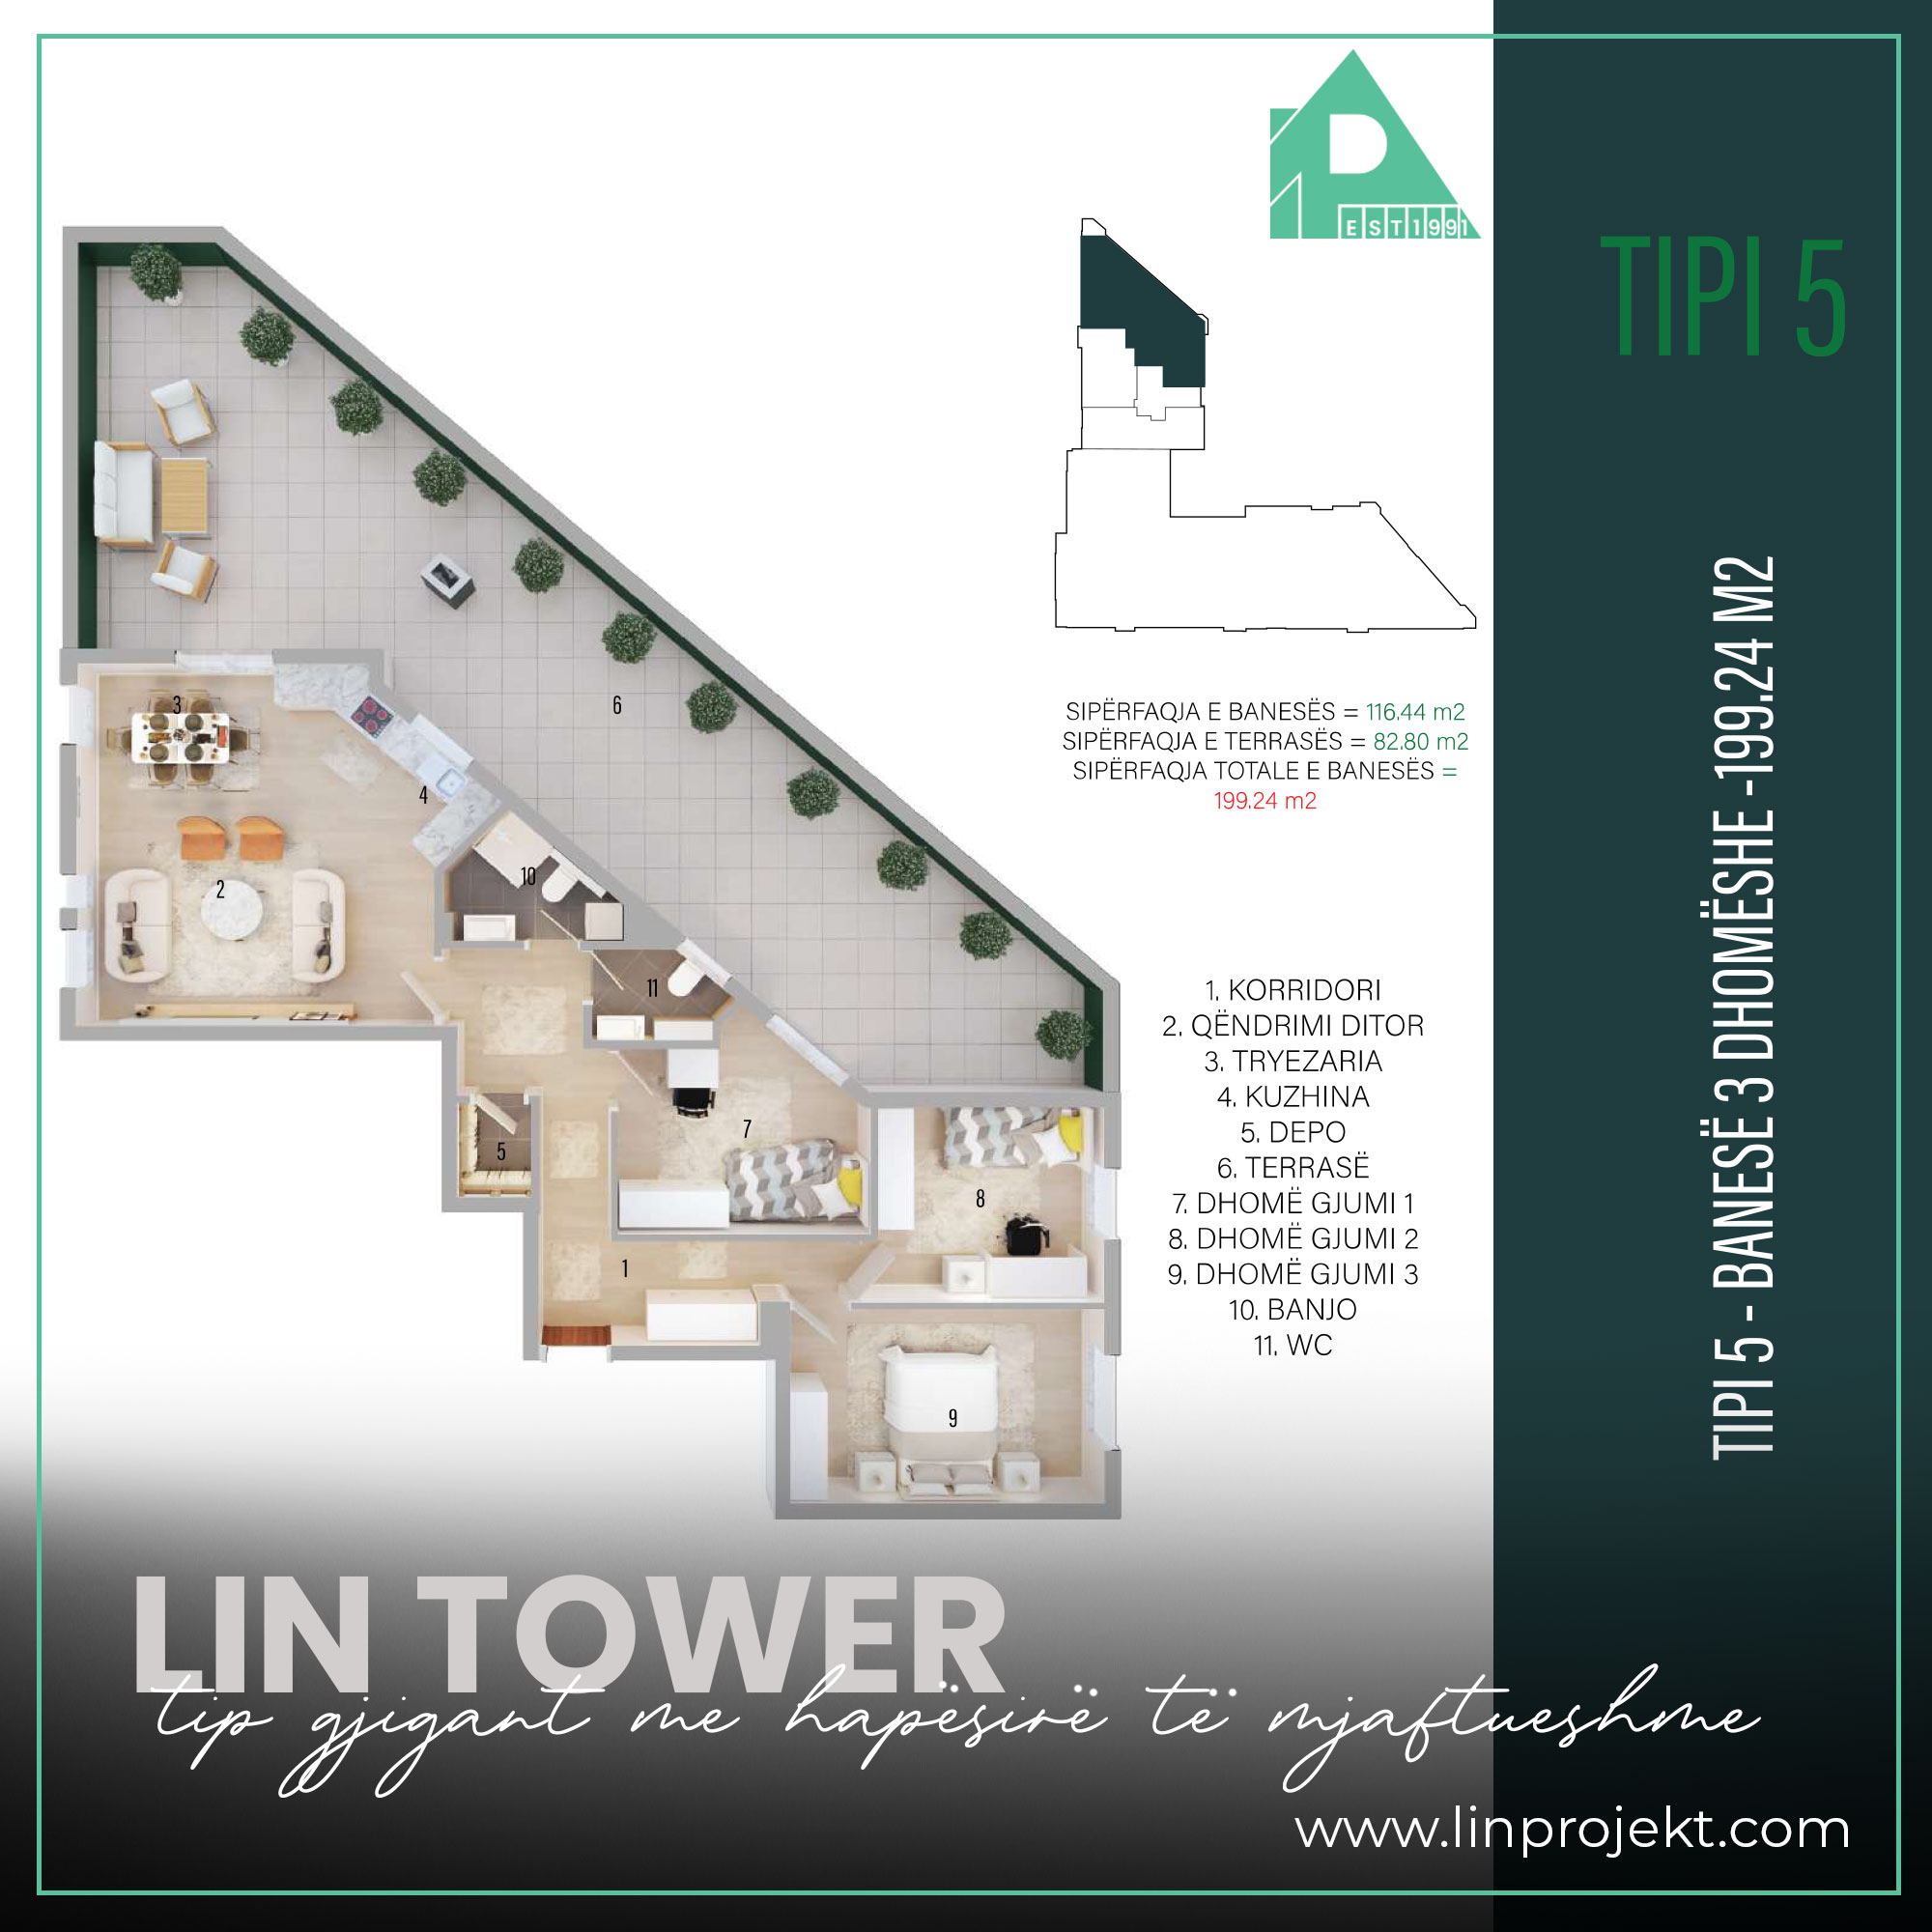 P
EST1991
TIPI 5
TIPI 5 - BANESË 3 DHOMËSHE -199.24 M2
SIPËRFAQJA E BANESËS = 116.44 m2
SIPËRFAQJA E TERRASËS = 82.80 m2
SIPËRFAQJA TOTALE E BANESËS =
199.24 m2
3
6
4
2
10
11
7
5
8
1
9
1. KORRIDORI
2. QËNDRIMI DITOR
3. TRYEZARIA
4. KUZHINA
5. DEPO
6. TERRASË
7. DHOMË GJUMI 1
8. DHOMË GJUMI 2
9. DHOMË GJUMI 3
10. BANJO
11. WC
LIN TOWER
tip gjigant me hapësirë të mjaftueshme
www.linprojekt.com